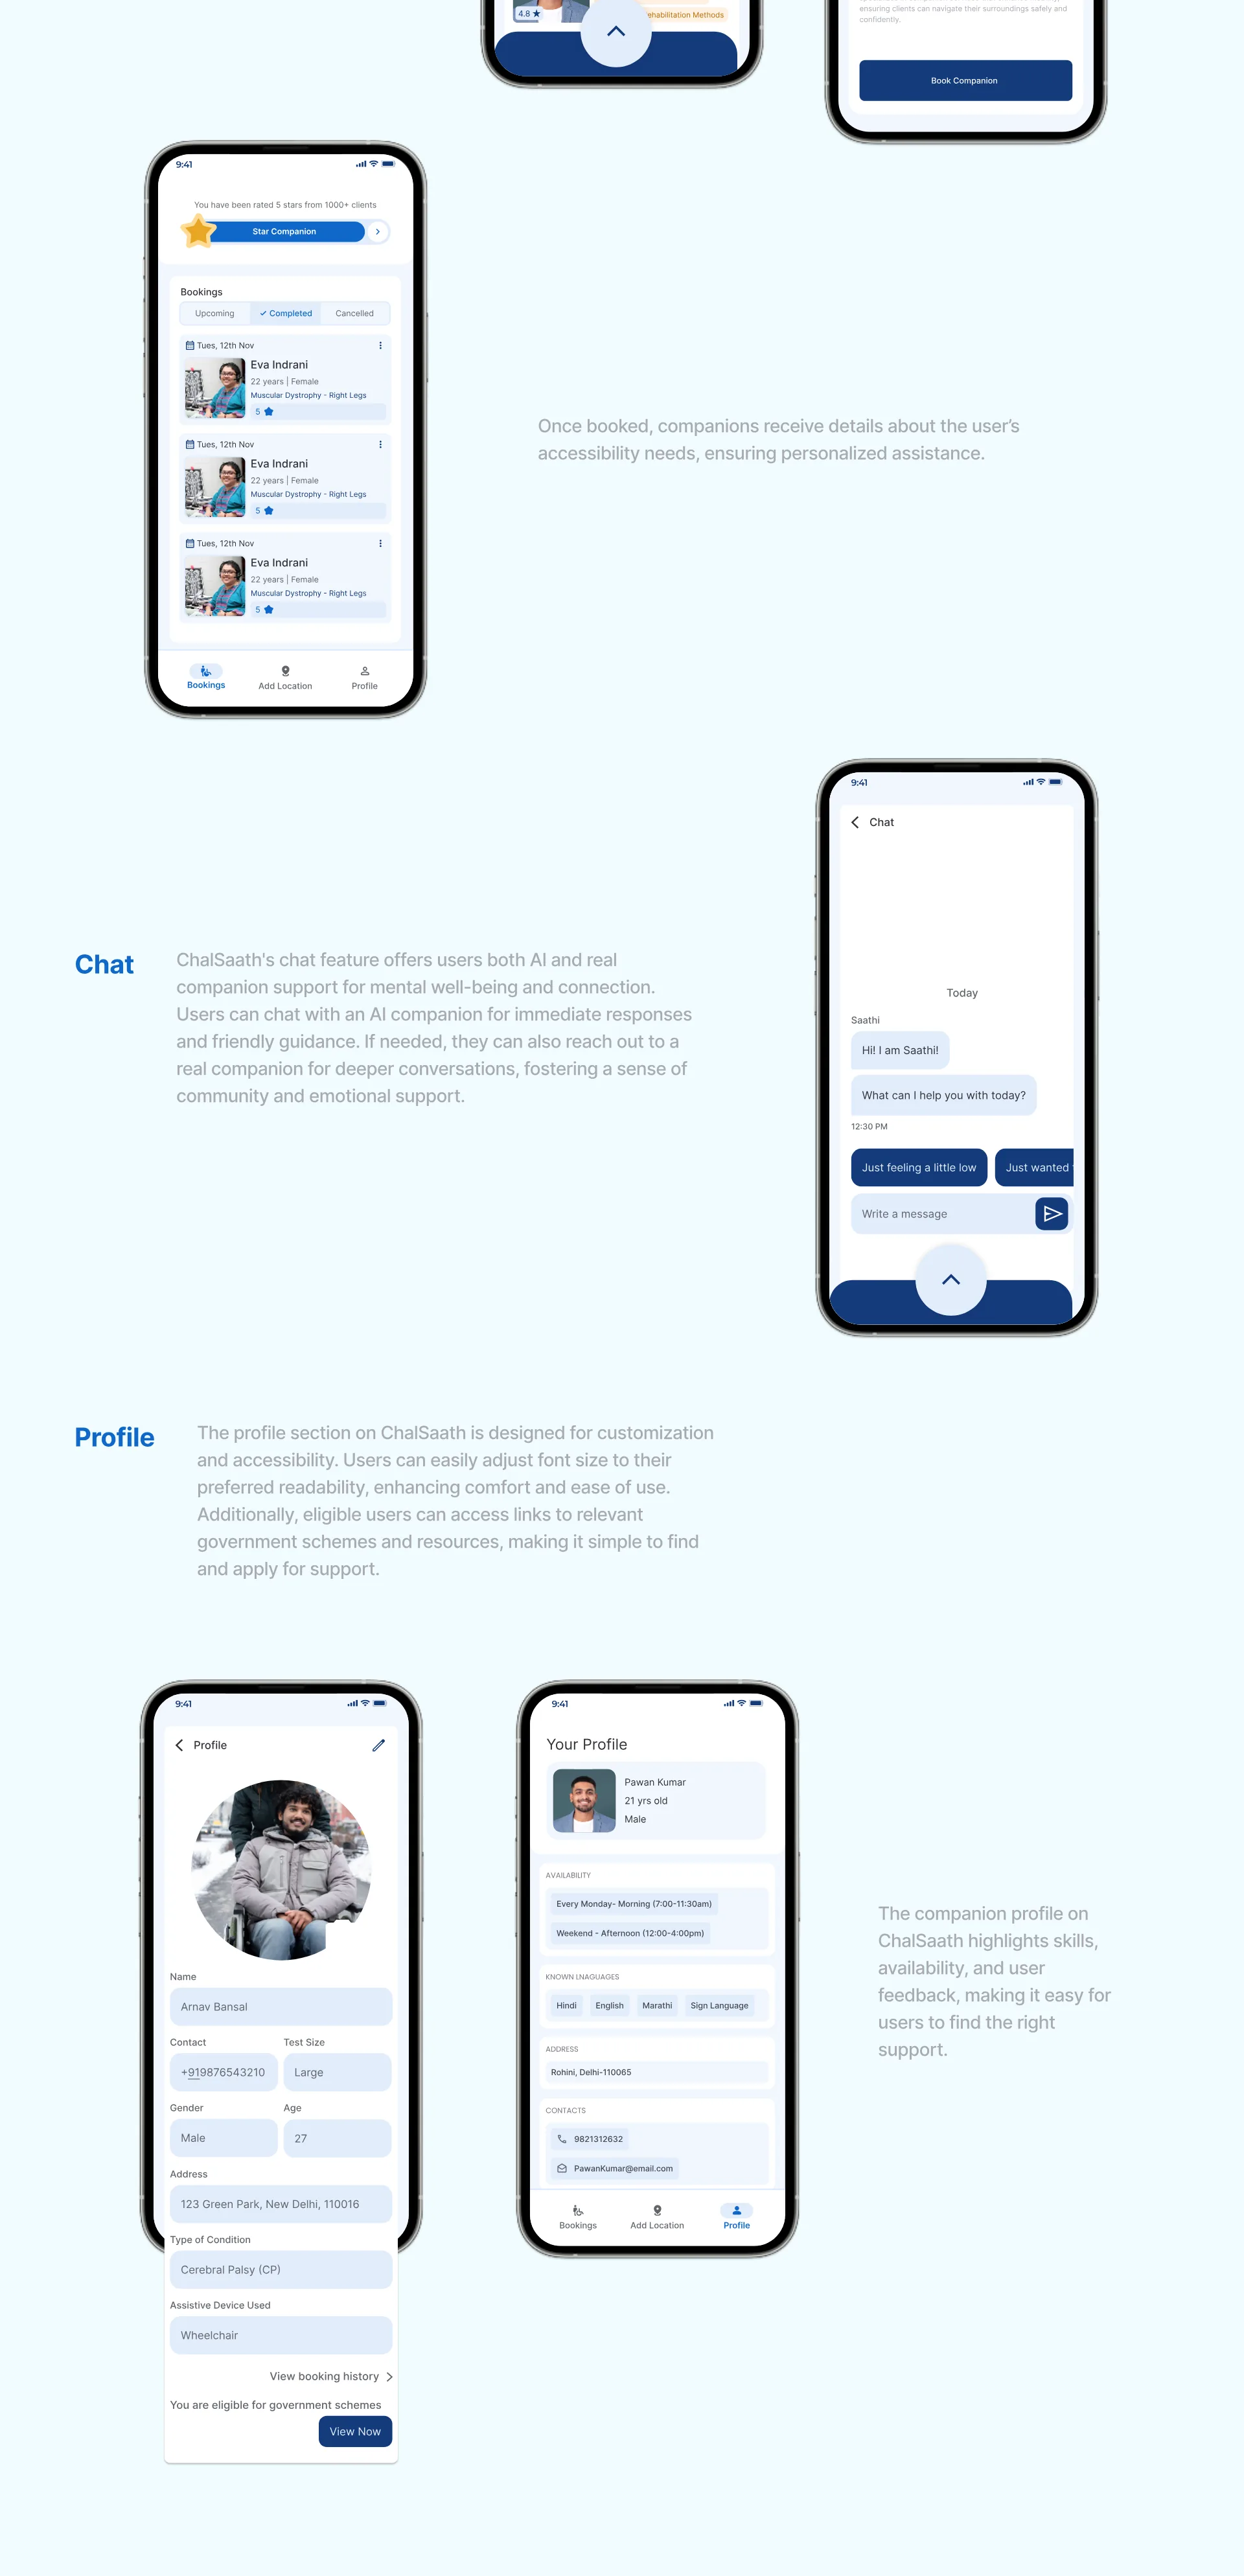 4.8
ehabilitation Methods
ensuring clients can navigate their surroundings safely and
confidently.
Book Companion
9:41
You have been rated 5 stars from 1000+ clients
Star Companion
Bookings
Upcoming
Completed
Cancelled
Tues, 12th Nov
Eva Indrani
22 years | Female
Muscular Dystrophy - Right Legs
5
Tues, 12th Nov
Eva Indrani
22 years | Female
Muscular Dystrophy - Right Legs
5
Tues, 12th Nov
Eva Indrani
22 years | Female
Muscular Dystrophy - Right Legs
5
Bookings
Add Location
Profile
Once booked, companions receive details about the user's
accessibility needs, ensuring personalized assistance.
Chat
ChalSaath's chat feature offers users both AI and real
companion support for mental well-being and connection.
Users can chat with an AI companion for immediate responses
and friendly guidance. If needed, they can also reach out to a
real companion for deeper conversations, fostering a sense of
community and emotional support.
9:41
Chat
Today
Saathi
Hi! I am Saathi!
What can I help you with today?
12:30 PM
Just feeling a little low
Just wanted
Write a message
Profile
The profile section on ChalSaath is designed for customization
and accessibility. Users can easily adjust font size to their
preferred readability, enhancing comfort and ease of use.
Additionally, eligible users can access links to relevant
government schemes and resources, making it simple to find
and apply for support.
9:41
Profile
Name
Arnav Bansal
Contact
Test Size
+919876543210
Large
Gender
Age
Male
27
Address
123 Green Park, New Delhi, 110016
Type of Condition
Cerebral Palsy (CP)
Assistive Device Used
Wheelchair
View booking history
You are eligible for government schemes
View Now
9:41
Your Profile
Pawan Kumar
21 yrs old
Male
AVAILABILITY
Every Monday- Morning (7:00-11:30am)
Weekend - Afternoon (12:00-4:00pm)
KNOWN LNAGUAGES
Hindi
English
Marathi
Sign Language
ADDRESS
Rohini, Delhi-110065
CONTACTS
9821312632
PawanKumar@email.com
Bookings
Add Location
Profile
The companion profile on
ChalSaath highlights skills,
availability, and user
feedback, making it easy for
users to find the right
support.